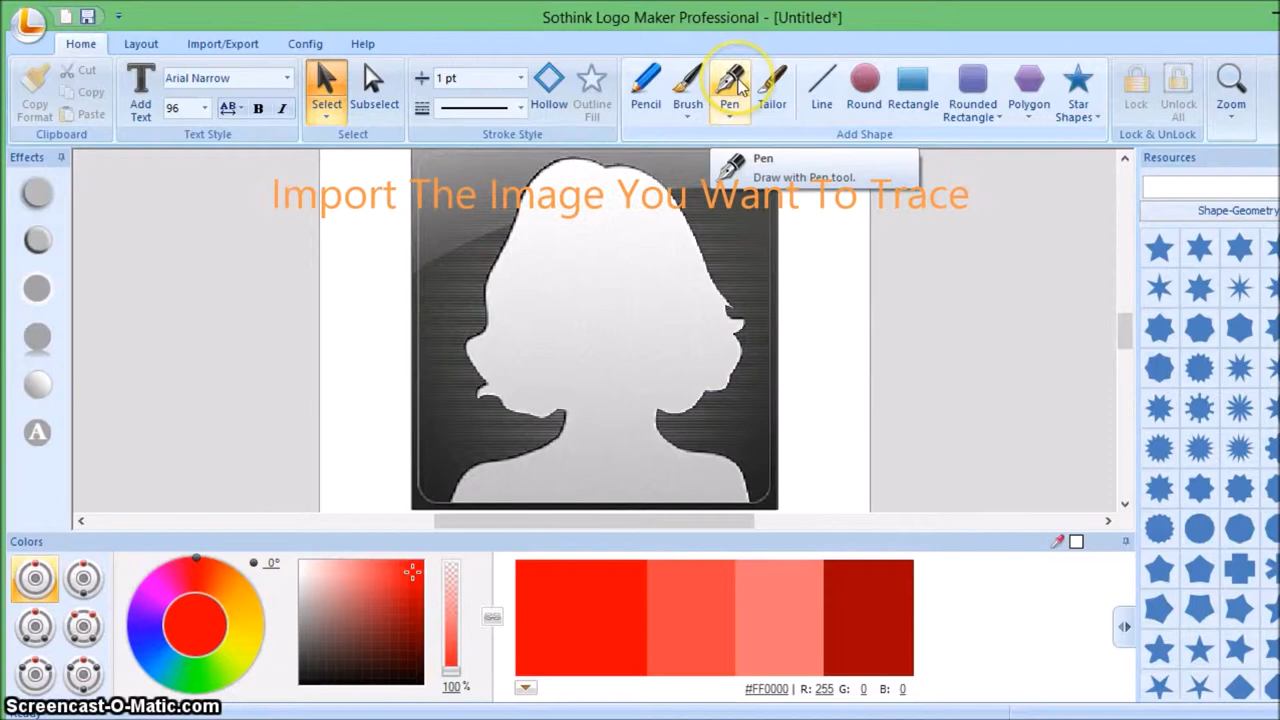 Sothink Logo Maker Professional - [Untitled*]
Home Layout Import/Export Config Help
Copy Format
Cut
Copy
Paste
Clipboard
Add Text
Arial Narrow
96 AB B I
Text Style
Select
Subselect
Select
1 pt
Hollow
Outline Fill
Stroke Style
Pencil
Brush
Pen
Tailor
Line
Round
Rectangle
Rounded Rectangle
Polygon
Star Shapes
Add Shape
Lock
Unlock All
Lock & UnLock
Zoom
Effects
A
Pen
Draw with Pen tool.
Import The Image You Want To Trace
Resources
Shape-Geometry
Colors
0°
100 %
#FF0000 | R: 255 G: 0 B: 0
Screencast-O-Matic.com